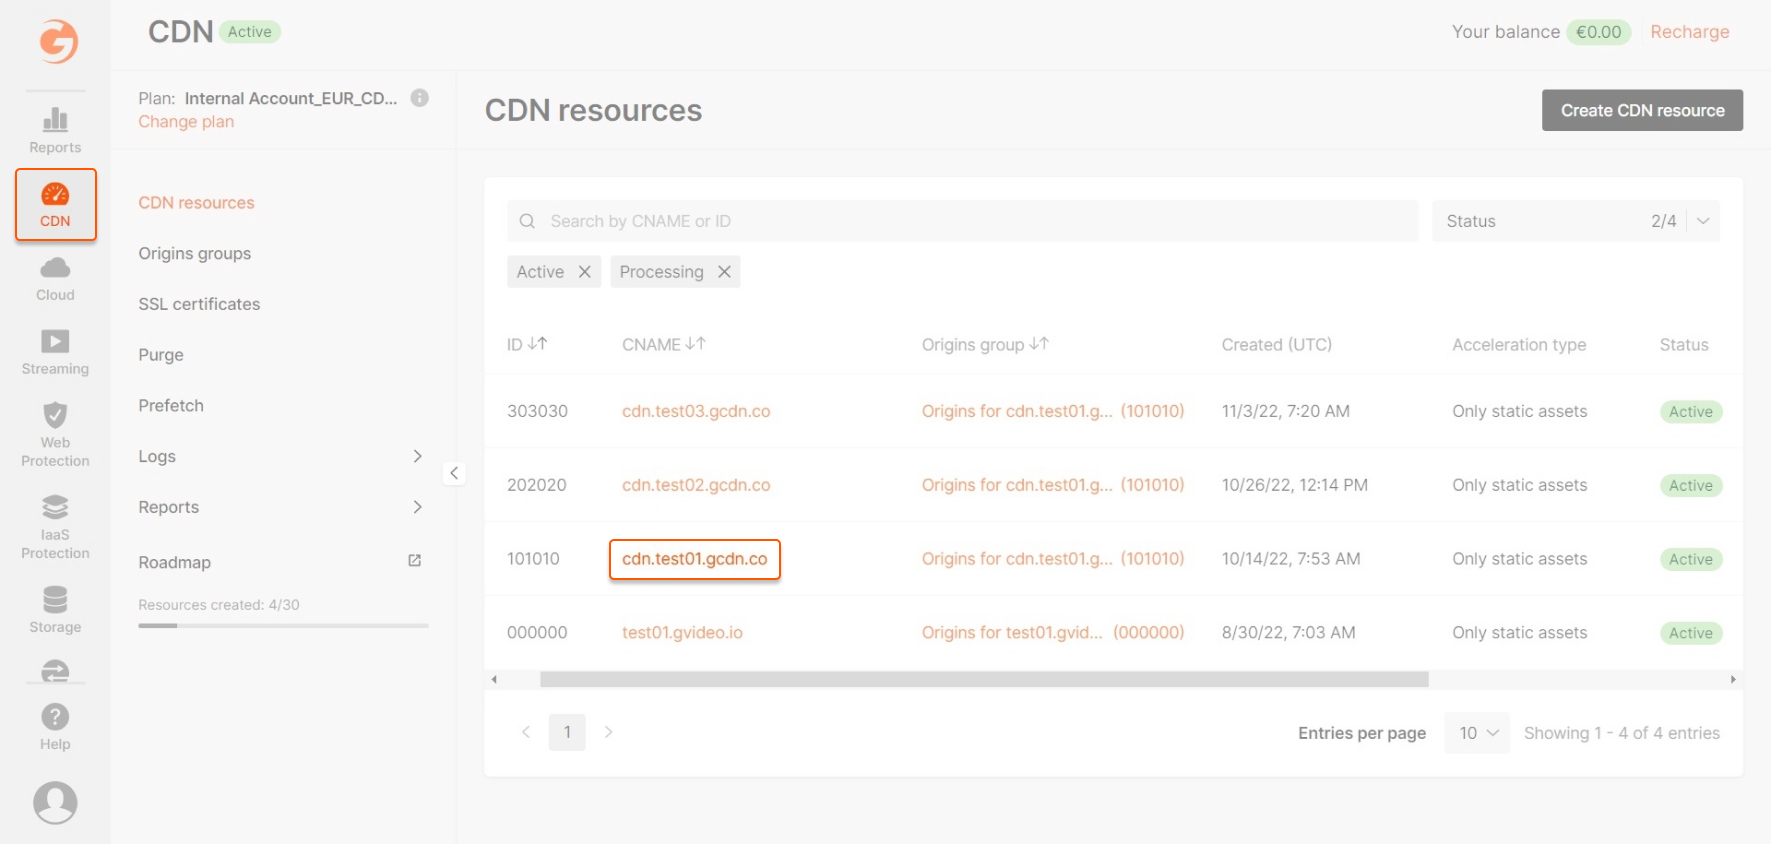 CDN Active
Your balance €0.00 Recharge
Reports
CDN
Cloud
Streaming
Web
Protection
IaaS
Protection
Storage
Help
Plan: Internal Account_EUR_CD...
Change plan
CDN resources
Origins groups
SSL certificates
Purge
Prefetch
Logs
Reports
Roadmap
Resources created: 4/30
CDN resources
Create CDN resource
Search by CNAME or ID
Status 2/4
Active Processing
ID CNAME Origins group Created (UTC) Acceleration type Status
303030 cdn.test03.gcdn.co Origins for cdn.test01.g... (101010) 11/3/22, 7:20 AM Only static assets Active
202020 cdn.test02.gcdn.co Origins for cdn.test01.g... (101010) 10/26/22, 12:14 PM Only static assets Active
101010 cdn.test01.gcdn.co Origins for cdn.test01.g... (101010) 10/14/22, 7:53 AM Only static assets Active
000000 test01.gvideo.io Origins for test01.gvid... (000000) 8/30/22, 7:03 AM Only static assets Active
1
Entries per page 10 Showing 1 - 4 of 4 entries